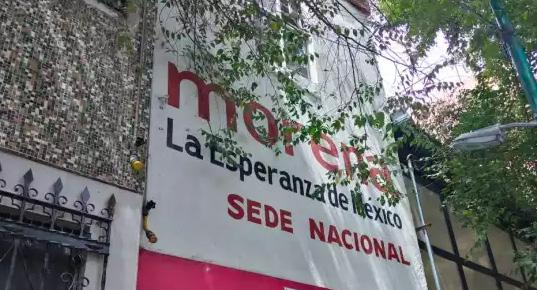 morena
La Esperanza de México
SEDE NACIONAL